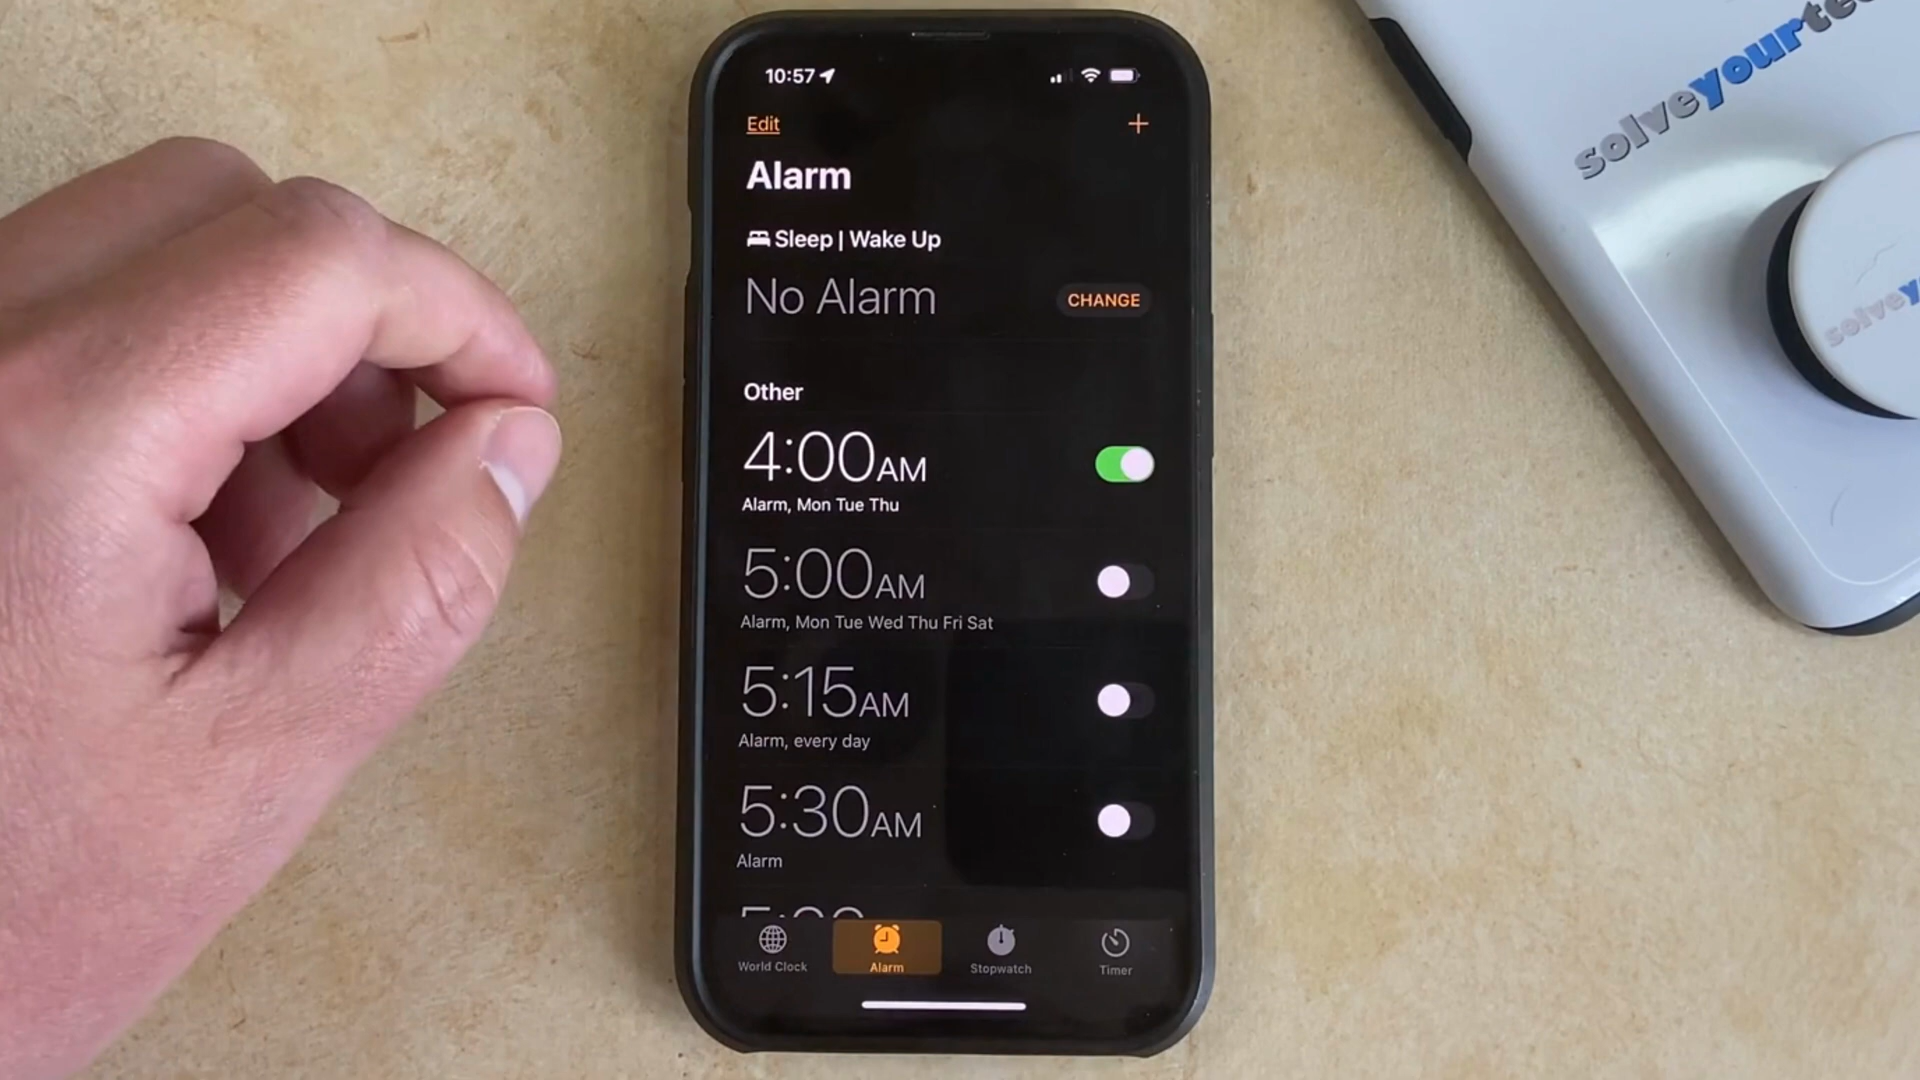 10:57
Edit
+
Alarm
Sleep | Wake Up
No Alarm
CHANGE
Other
4:00AM
Alarm, Mon Tue Thu
5:00AM
Alarm, Mon Tue Wed Thu Fri Sat
5:15AM
Alarm, every day
5:30AM
Alarm
World Clock
Alarm
Stopwatch
Timer
solveyourte
solvey